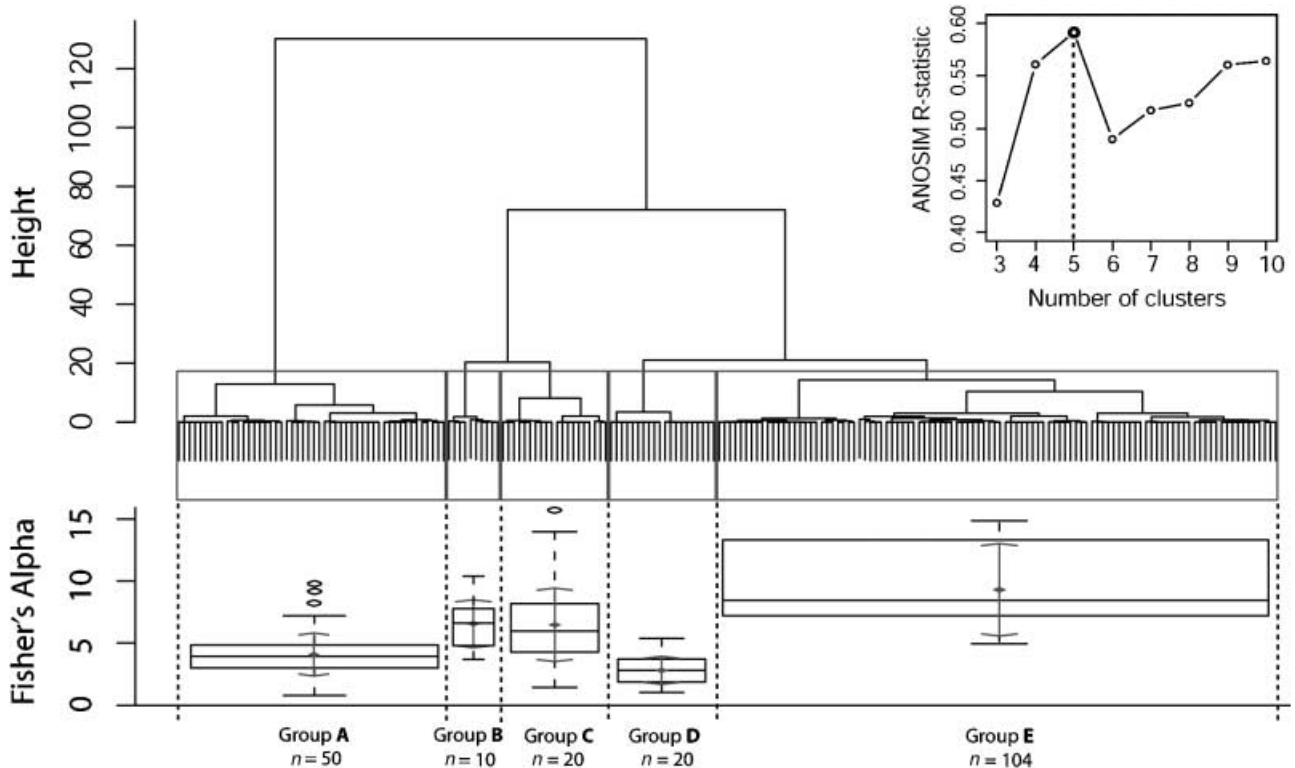 Height
120
100
80
60
40
20
0
ANOSIM R-statistic
0.60
0.55
0.50
0.45
0.40
3 4 5 6 7 8 9 10
Number of clusters
Fisher's Alpha
15
10
5
0
Group A
n = 50
Group B
n = 10
Group C
n = 20
Group D
n = 20
Group E
n = 104